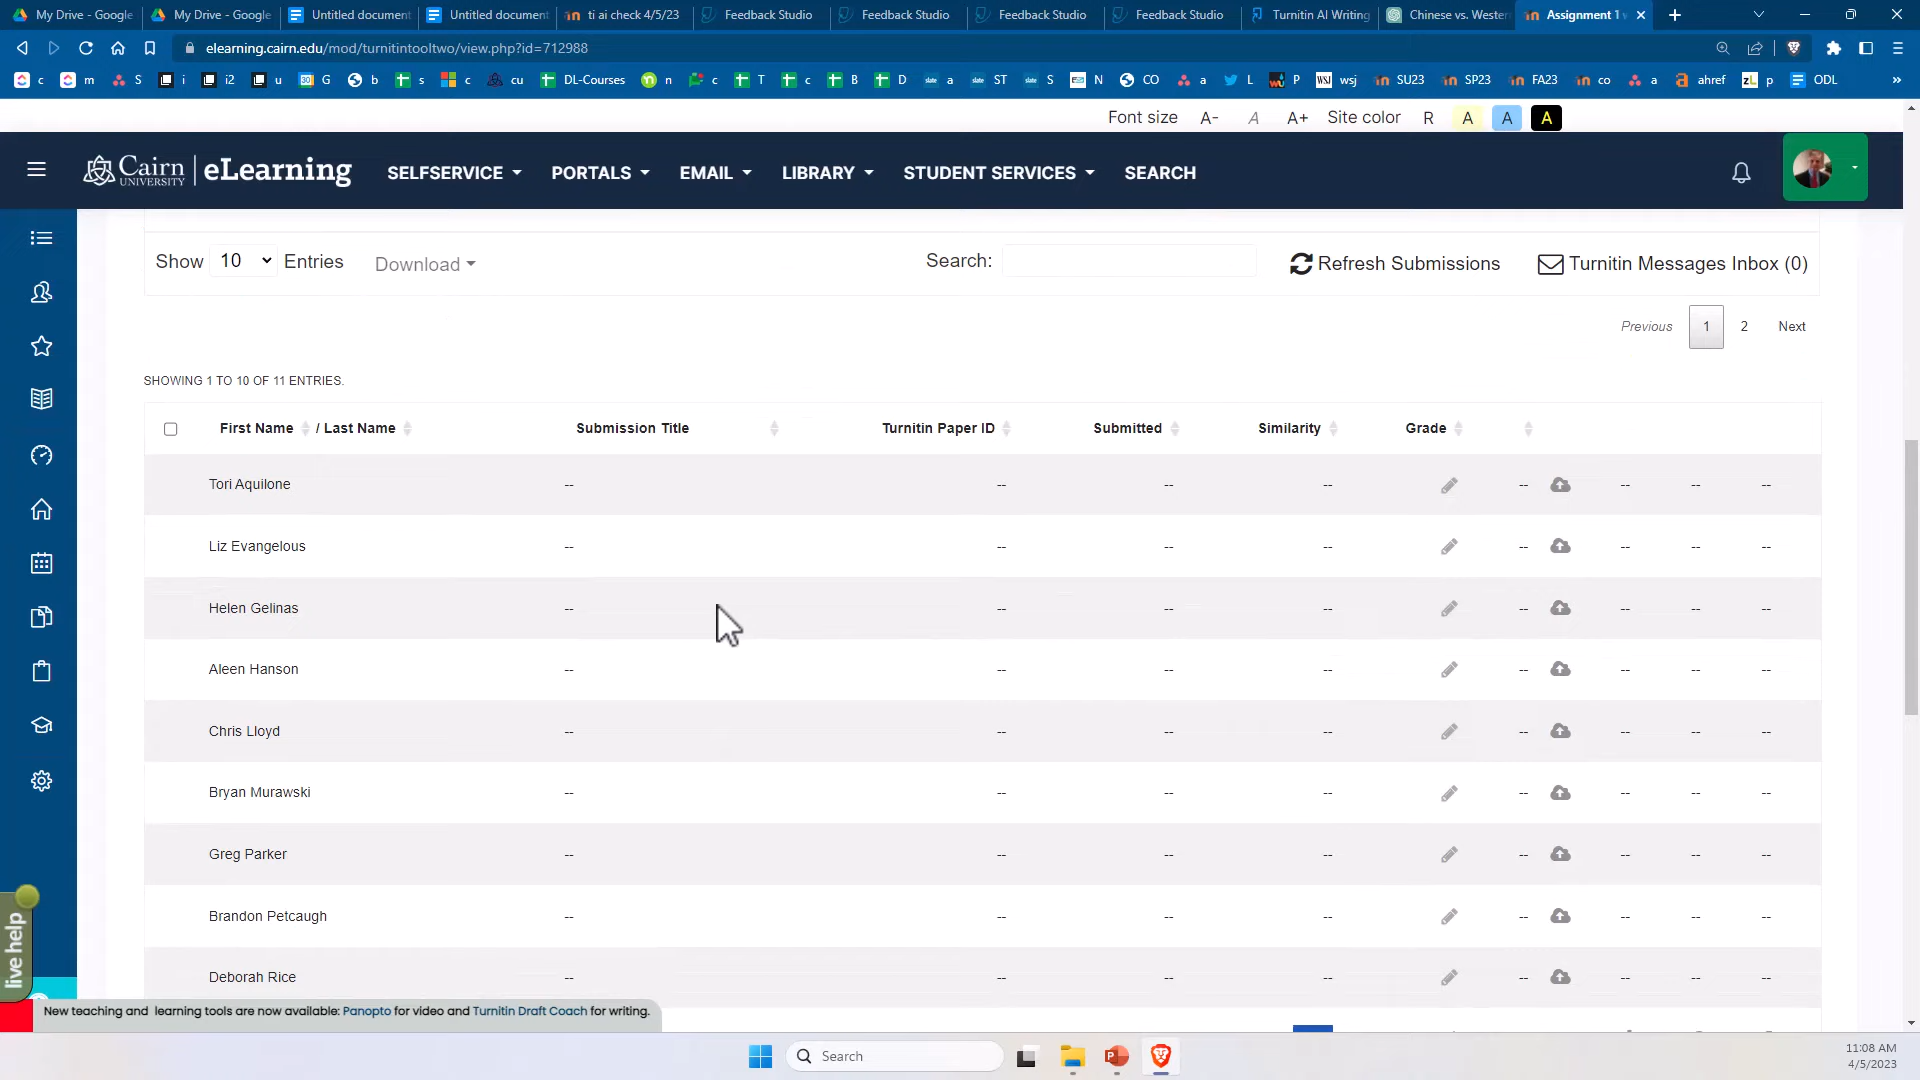 My Drive - Google
My Drive - Google
Untitled document
Untitled document
ti ai check 4/5/23
Feedback Studio
Feedback Studio
Feedback Studio
Feedback Studio
Turnitin AI Writing
Chinese vs. Wester
Assignment 1
elearning.cairn.edu/mod/turnitintooltwo/view.php?id=712988
c m S i i2 u G b s c cu DL-Courses n c T c B D a ST S N CO a L P wsj SU23 SP23 FA23 co a ahref p ODL
Font size A- A A+ Site color R A A A
Cairn UNIVERSITY eLearning SELFSERVICE PORTALS EMAIL LIBRARY STUDENT SERVICES SEARCH
Show 10 Entries Download Search: Refresh Submissions Turnitin Messages Inbox (0)
Previous 1 2 Next
SHOWING 1 TO 10 OF 11 ENTRIES.
First Name / Last Name Submission Title Turnitin Paper ID Submitted Similarity Grade
Tori Aquilone -- -- -- -- -- -- -- --
Liz Evangelous -- -- -- -- -- -- -- --
Helen Gelinas -- -- -- -- -- -- -- --
Aleen Hanson -- -- -- -- -- -- -- --
Chris Lloyd -- -- -- -- -- -- -- --
Bryan Murawski -- -- -- -- -- -- -- --
Greg Parker -- -- -- -- -- -- -- --
Brandon Petcaugh -- -- -- -- -- -- -- --
Deborah Rice -- -- -- -- -- -- -- --
live help
New teaching and learning tools are now available: Panopto for video and Turnitin Draft Coach for writing.
Search
11:08 AM
4/5/2023